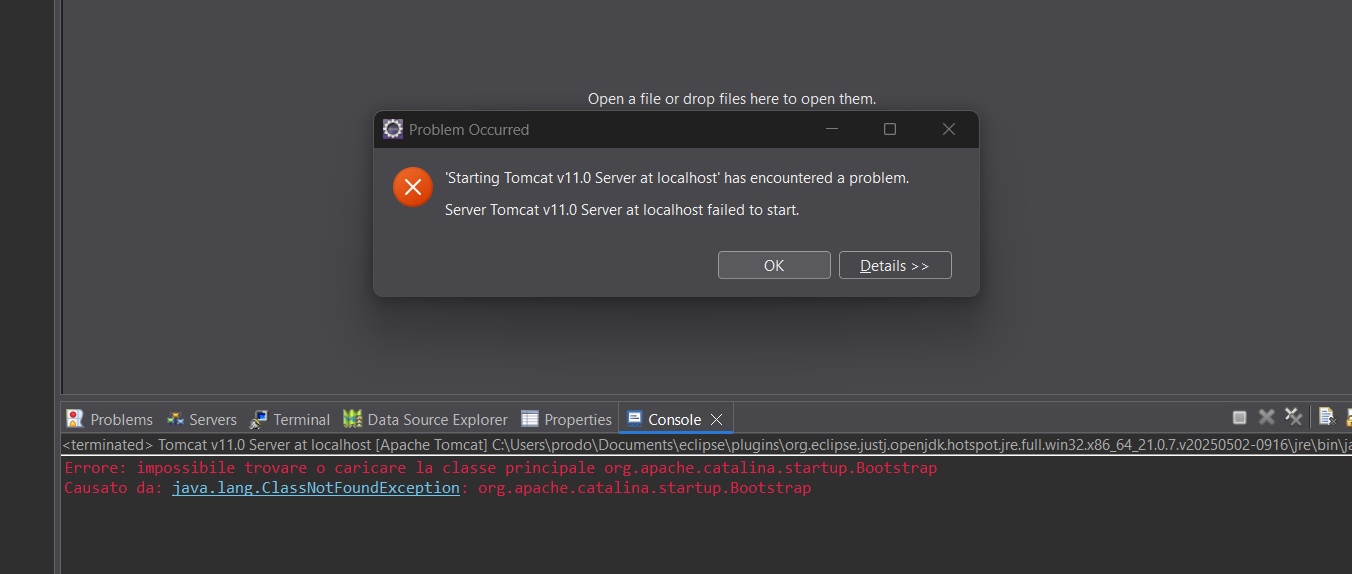 Open a file or drop files here to open them.
Problem Occurred
'Starting Tomcat v11.0 Server at localhost' has encountered a problem.
Server Tomcat v11.0 Server at localhost failed to start.
OK
Details >>
Problems
Servers
Terminal
Data Source Explorer
Properties
Console
<terminated> Tomcat v11.0 Server at localhost [Apache Tomcat] C:\Users\prodo\Documents\eclipse\plugins\org.eclipse.justj.openjdk.hotspot.jre.full.win32.x86_64_21.0.7.v20250502-0916\jre\bin\ja
Errore: impossibile trovare o caricare la classe principale org.apache.catalina.startup.Bootstrap
Causato da: java.lang.ClassNotFoundException: org.apache.catalina.startup.Bootstrap